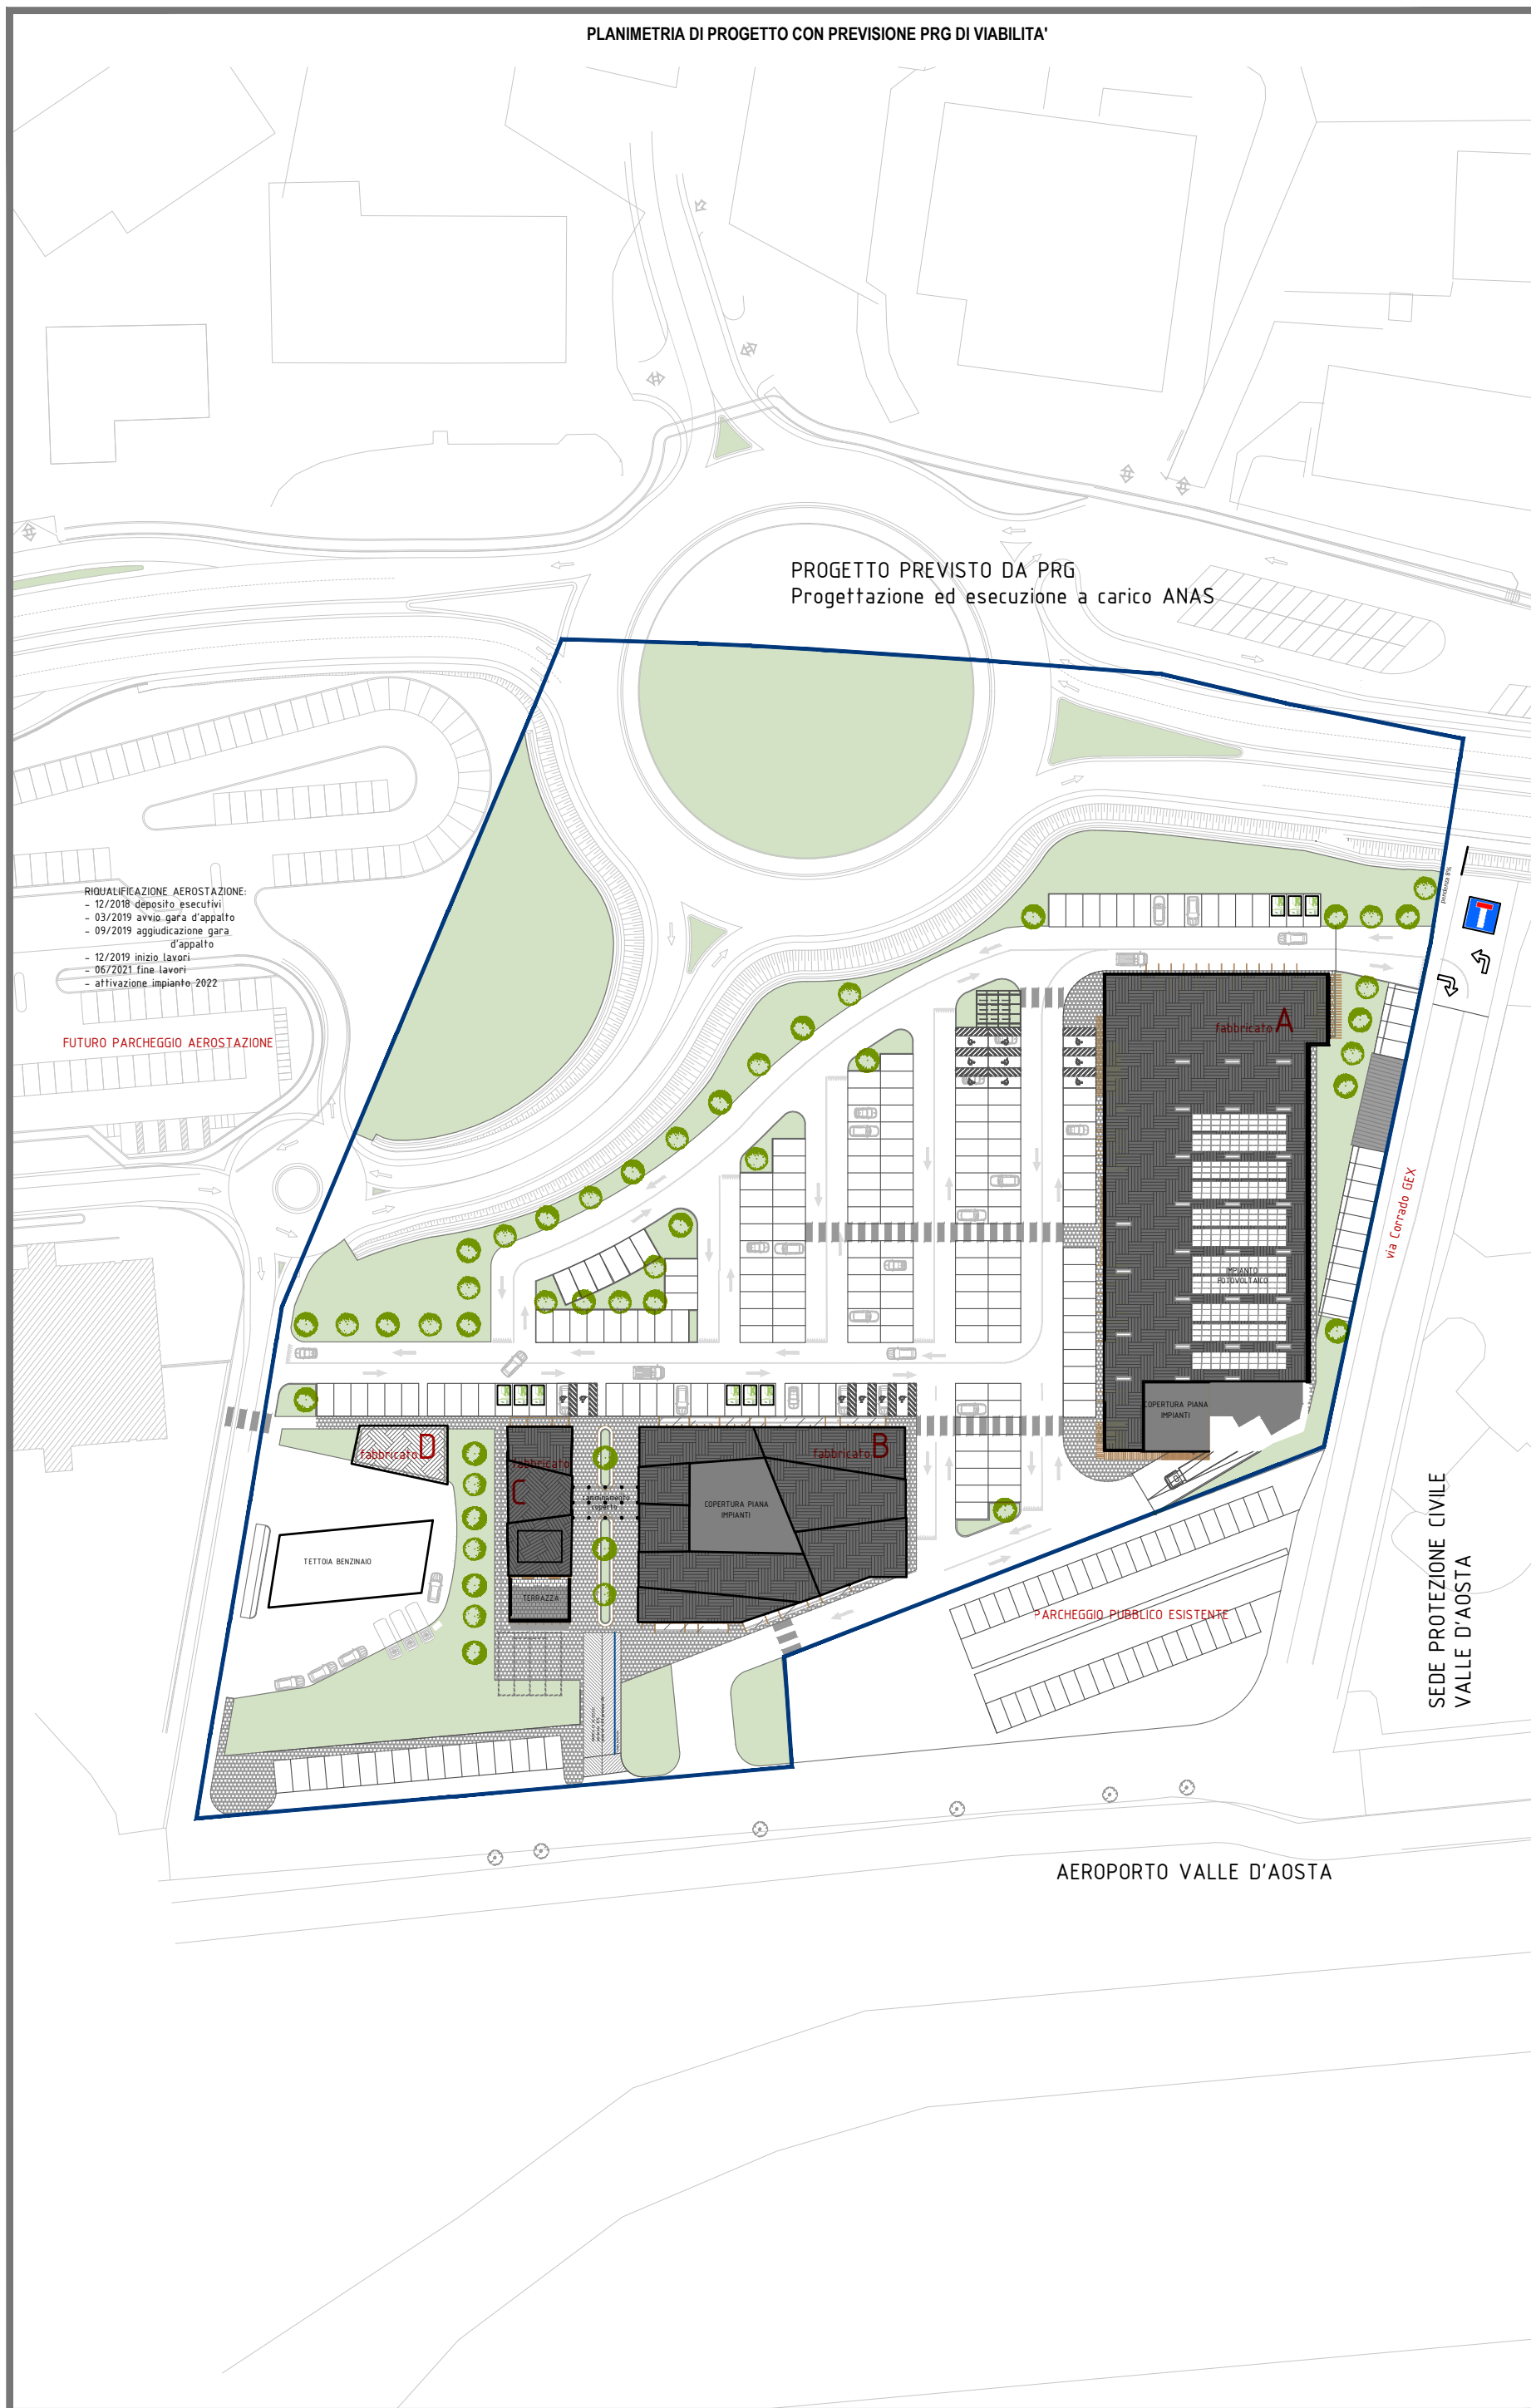 PLANIMETRIA DI PROGETTO CON PREVISIONE PRG DI VIABILITA'
PROGETTO PREVISTO DA PRG
Progettazione ed esecuzione a carico ANAS
RIQUALIFICAZIONE AEROSTAZIONE:
- 12/2018 deposito esecutivi
- 03/2019 avvio gara d'appalto
- 09/2019 aggiudicazione gara
d'appalto
- 12/2019 inizio lavori
- 06/2021 fine lavori
- attivazione impianto 2022
FUTURO PARCHEGGIO AEROSTAZIONE
pendenza 8%
fabbricato A
via Corrado GEX
IMPIANTO
FOTOVOLTAICO
COPERTURA PIANA
IMPIANTI
fabbricato D
fabbricato
C
fabbricato B
COPERTURA PIANA
IMPIANTI
TETTOIA BENZINAIO
TERRAZZA
PARCHEGGIO PUBBLICO ESISTENTE
SEDE PROTEZIONE CIVILE
VALLE D'AOSTA
AEROPORTO VALLE D'AOSTA